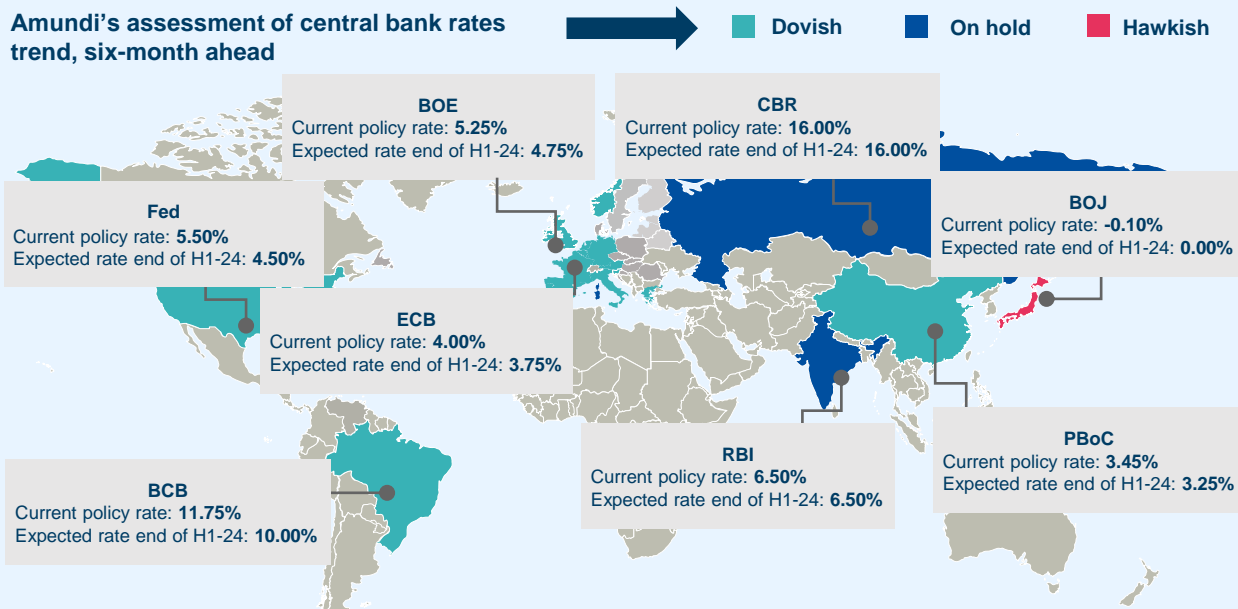 Amundi’s assessment of central bank rates
trend, six-month ahead
Dovish
On hold
Hawkish
BOE
Current policy rate: 5.25%
Expected rate end of H1-24: 4.75%
CBR
Current policy rate: 16.00%
Expected rate end of H1-24: 16.00%
Fed
Current policy rate: 5.50%
Expected rate end of H1-24: 4.50%
BOJ
Current policy rate: -0.10%
Expected rate end of H1-24: 0.00%
ECB
Current policy rate: 4.00%
Expected rate end of H1-24: 3.75%
BCB
Current policy rate: 11.75%
Expected rate end of H1-24: 10.00%
RBI
Current policy rate: 6.50%
Expected rate end of H1-24: 6.50%
PBoC
Current policy rate: 3.45%
Expected rate end of H1-24: 3.25%